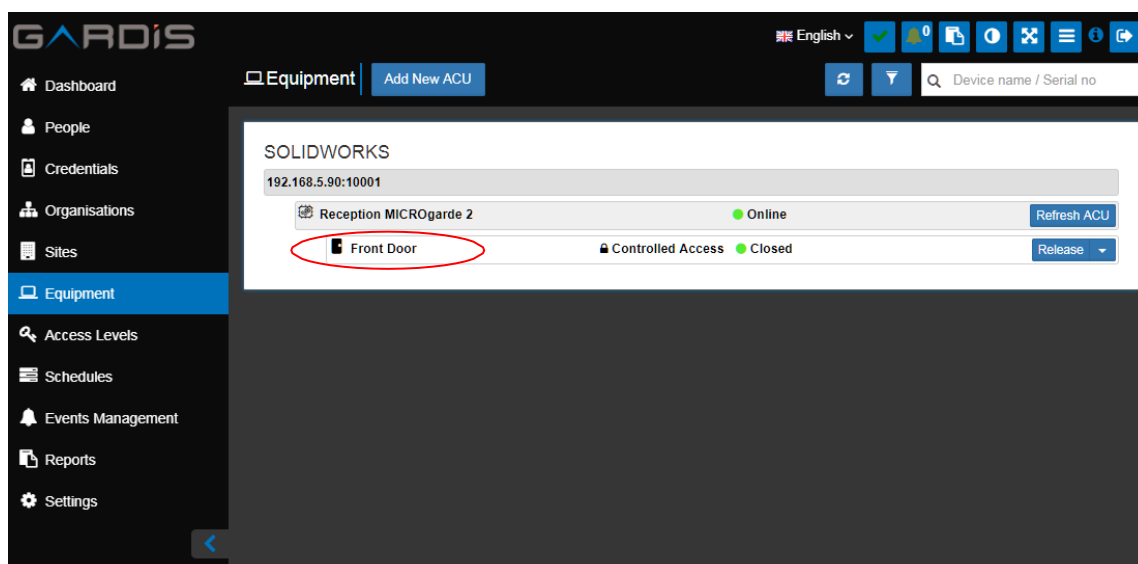 GARDiS
English
0
Dashboard
Equipment
Add New ACU
Device name / Serial no
People
SOLIDWORKS
Credentials
192.168.5.90:10001
Organisations
Reception MICROgarde 2
Online
Refresh ACU
Sites
Front Door
Controlled Access
Closed
Release
Equipment
Access Levels
Schedules
Events Management
Reports
Settings